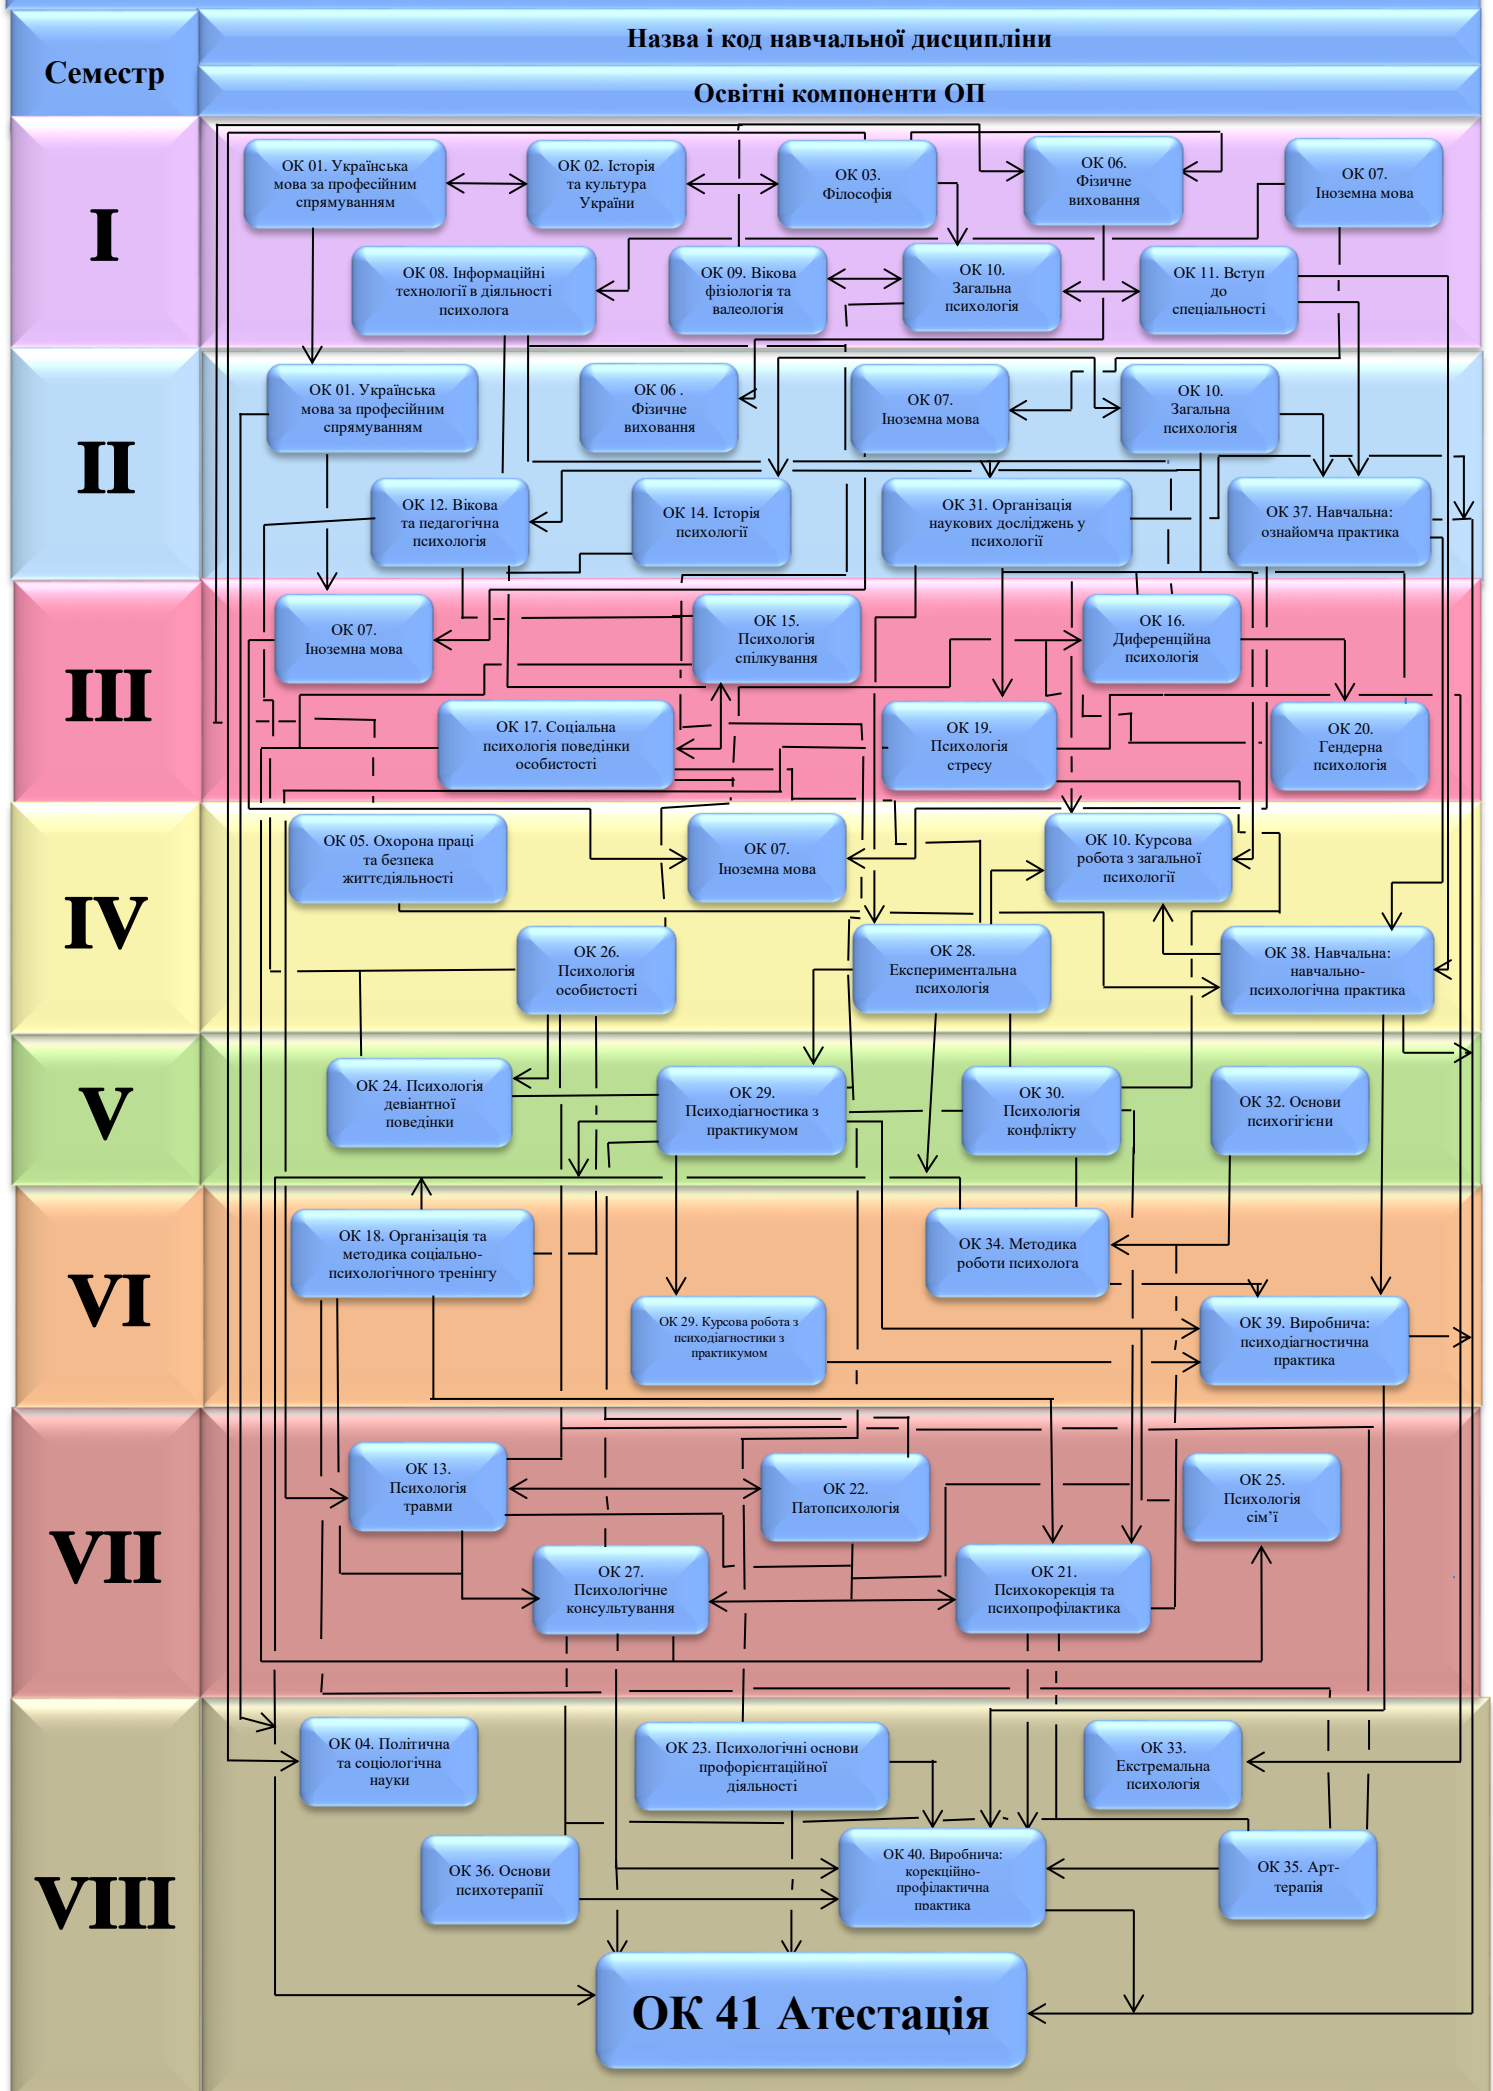 Семестр
Назва і код навчальної дисципліни
Освітні компоненти ОП
I
ОК 01. Українська
мова за професійним
спрямуванням
ОК 02. Історія
та культура
України
ОК 03.
Філософія
ОК 06.
Фізичне
виховання
ОК 07.
Іноземна мова
ОК 08. Інформаційні
технології в діяльності
психолога
ОК 09. Вікова
фізіологія та
валеологія
ОК 10.
Загальна
психологія
ОК 11. Вступ
до
спеціальності
II
ОК 01. Українська
мова за професійним
спрямуванням
ОК 06 .
Фізичне
виховання
ОК 07.
Іноземна мова
ОК 10.
Загальна
психологія
ОК 12. Вікова
та педагогічна
психологія
ОК 14. Історія
психології
ОК 31. Організація
наукових досліджень у
психології
ОК 37. Навчальна:
ознайомча практика
III
ОК 07.
Іноземна мова
ОК 15.
Психологія
спілкування
ОК 16.
Диференційна
психологія
ОК 17. Соціальна
психологія поведінки
особистості
ОК 19.
Психологія
стресу
ОК 20.
Гендерна
психологія
IV
ОК 05. Охорона праці
та безпека
життєдіяльності
ОК 07.
Іноземна мова
ОК 10. Курсова
робота з загальної
психології
ОК 26.
Психологія
особистості
ОК 28.
Експериментальна
психологія
ОК 38. Навчальна:
навчально-
психологічна практика
V
ОК 24. Психологія
девіантної
поведінки
ОК 29.
Психодіагностика з
практикумом
ОК 30.
Психологія
конфлікту
ОК 32. Основи
психогігієни
VI
ОК 18. Організація та
методика соціально-
психологічного тренінгу
ОК 34. Методика
роботи психолога
ОК 29. Курсова робота з
психодіагностики з
практикумом
ОК 39. Виробнича:
психодіагностична
практика
VII
ОК 13.
Психологія
травми
ОК 22.
Патопсихологія
ОК 25.
Психологія
сім’ї
ОК 27.
Психологічне
консультування
ОК 21.
Психокорекція та
психопрофілактика
VIII
ОК 04. Політична
та соціологічна
науки
ОК 23. Психологічні основи
профорієнтаційної
діяльності
ОК 33.
Екстремальна
психологія
ОК 36. Основи
психотерапії
ОК 40. Виробнича:
корекційно-
профілактична
практика
ОК 35. Арт-
терапія
ОК 41 Атестація